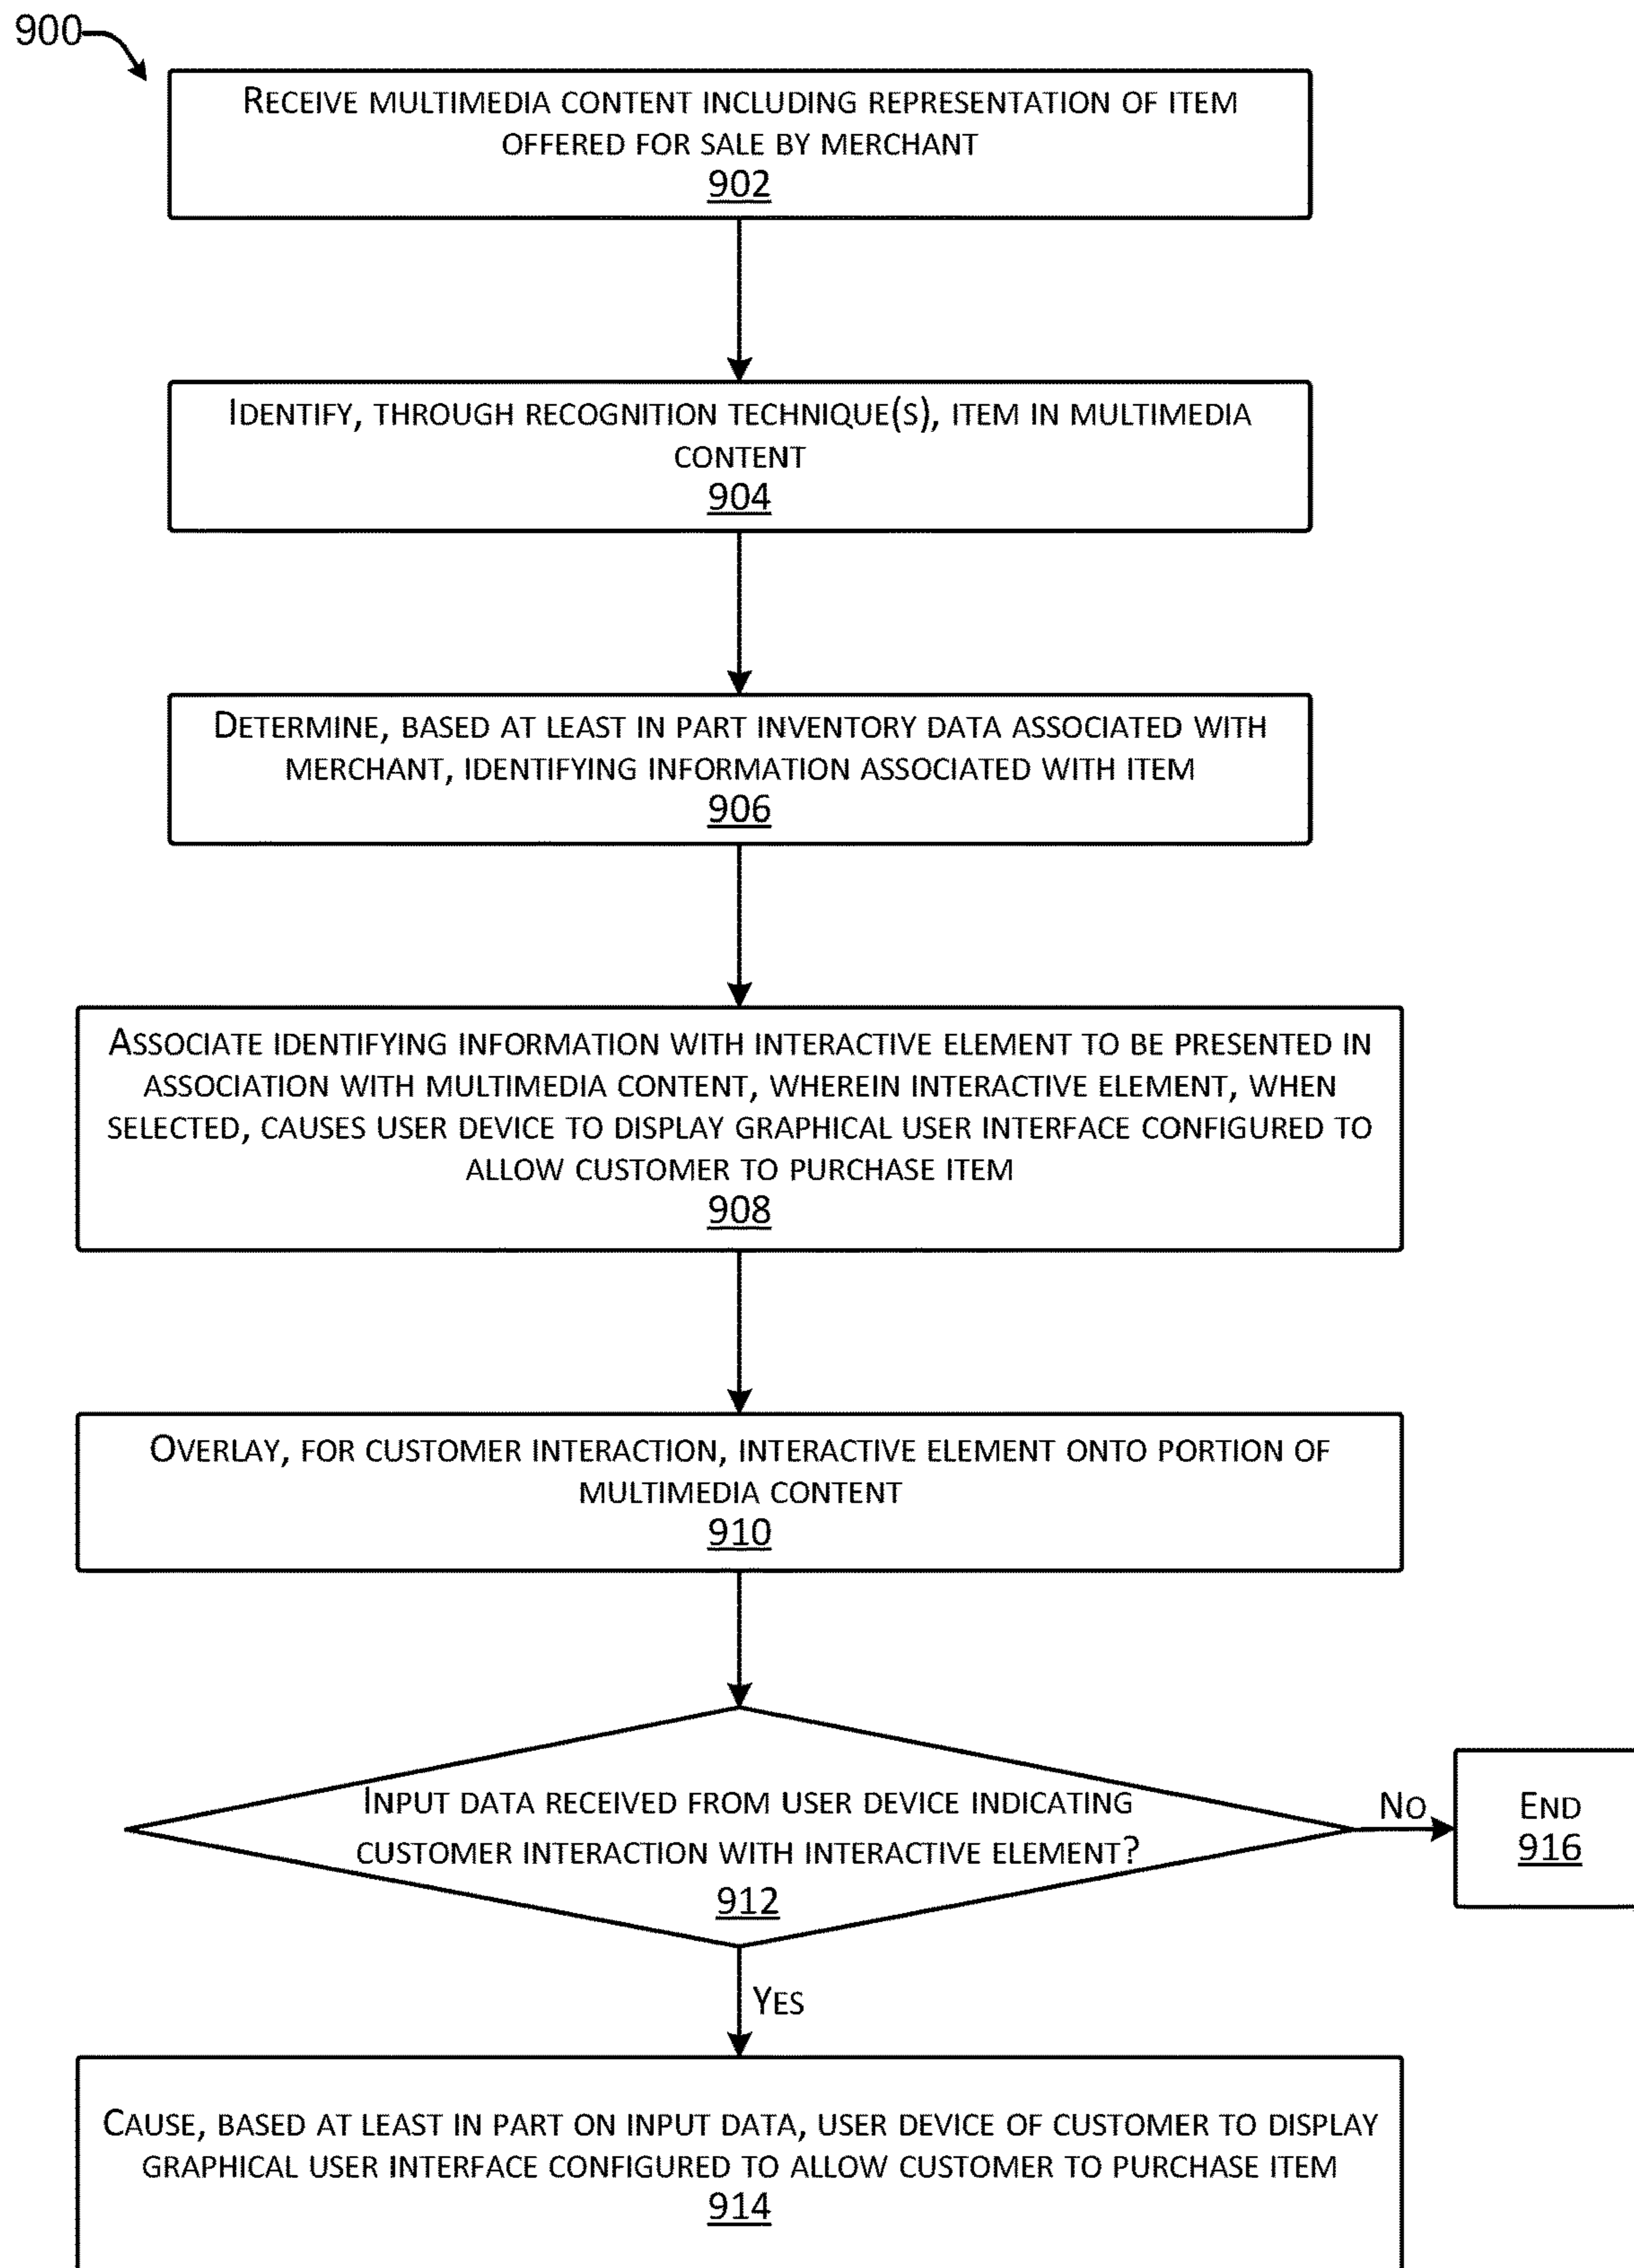 900
RECEIVE MULTIMEDIA CONTENT INCLUDING REPRESENTATION OF ITEM
OFFERED FOR SALE BY MERCHANT
902
IDENTIFY, THROUGH RECOGNITION TECHNIQUE(S), ITEM IN MULTIMEDIA
CONTENT
904
DETERMINE, BASED AT LEAST IN PART INVENTORY DATA ASSOCIATED WITH
MERCHANT, IDENTIFYING INFORMATION ASSOCIATED WITH ITEM
906
ASSOCIATE IDENTIFYING INFORMATION WITH INTERACTIVE ELEMENT TO BE PRESENTED IN
ASSOCIATION WITH MULTIMEDIA CONTENT, WHEREIN INTERACTIVE ELEMENT, WHEN
SELECTED, CAUSES USER DEVICE TO DISPLAY GRAPHICAL USER INTERFACE CONFIGURED TO
ALLOW CUSTOMER TO PURCHASE ITEM
908
OVERLAY, FOR CUSTOMER INTERACTION, INTERACTIVE ELEMENT ONTO PORTION OF
MULTIMEDIA CONTENT
910
INPUT DATA RECEIVED FROM USER DEVICE INDICATING
CUSTOMER INTERACTION WITH INTERACTIVE ELEMENT?
912
NO
END
916
YES
CAUSE, BASED AT LEAST IN PART ON INPUT DATA, USER DEVICE OF CUSTOMER TO DISPLAY
GRAPHICAL USER INTERFACE CONFIGURED TO ALLOW CUSTOMER TO PURCHASE ITEM
914